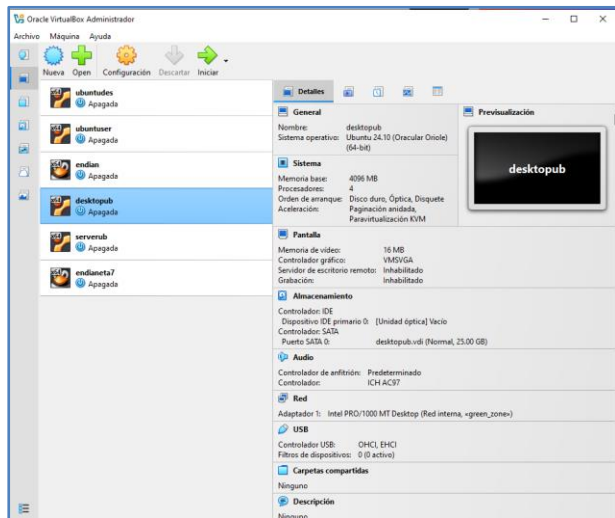 Oracle VirtualBox Administrador
Archivo Máquina Ayuda
Nueva Open Configuración Descartar Iniciar
ubuntudes
Apagada
ubuntuser
Apagada
endian
Apagada
desktopub
Apagada
serverub
Apagada
endianeta7
Apagada
Detalles
General
Nombre: desktopub
Sistema operativo: Ubuntu 24.10 (Oracular Oriole)
(64-bit)
Previsualización
desktopub
Sistema
Memoria base: 4096 MB
Procesadores: 4
Orden de arranque: Disco duro, Óptica, Disquete
Aceleración: Paginación anidada,
Paravirtualización KVM
Pantalla
Memoria de vídeo: 16 MB
Controlador gráfico: VMSVGA
Servidor de escritorio remoto: Inhabilitado
Grabación: Inhabilitado
Almacenamiento
Controlador: IDE
Dispositivo IDE primario 0: [Unidad óptica] Vacío
Controlador: SATA
Puerto SATA 0: desktopub.vdi (Normal, 25.00 GB)
Audio
Controlador de anfitrión: Predeterminado
Controlador: ICH AC97
Red
Adaptador 1: Intel PRO/1000 MT Desktop (Red interna, «green_zone»)
USB
Controlador USB: OHCI, EHCI
Filtros de dispositivos: 0 (0 activo)
Carpetas compartidas
Ninguno
Descripción
Ninguno